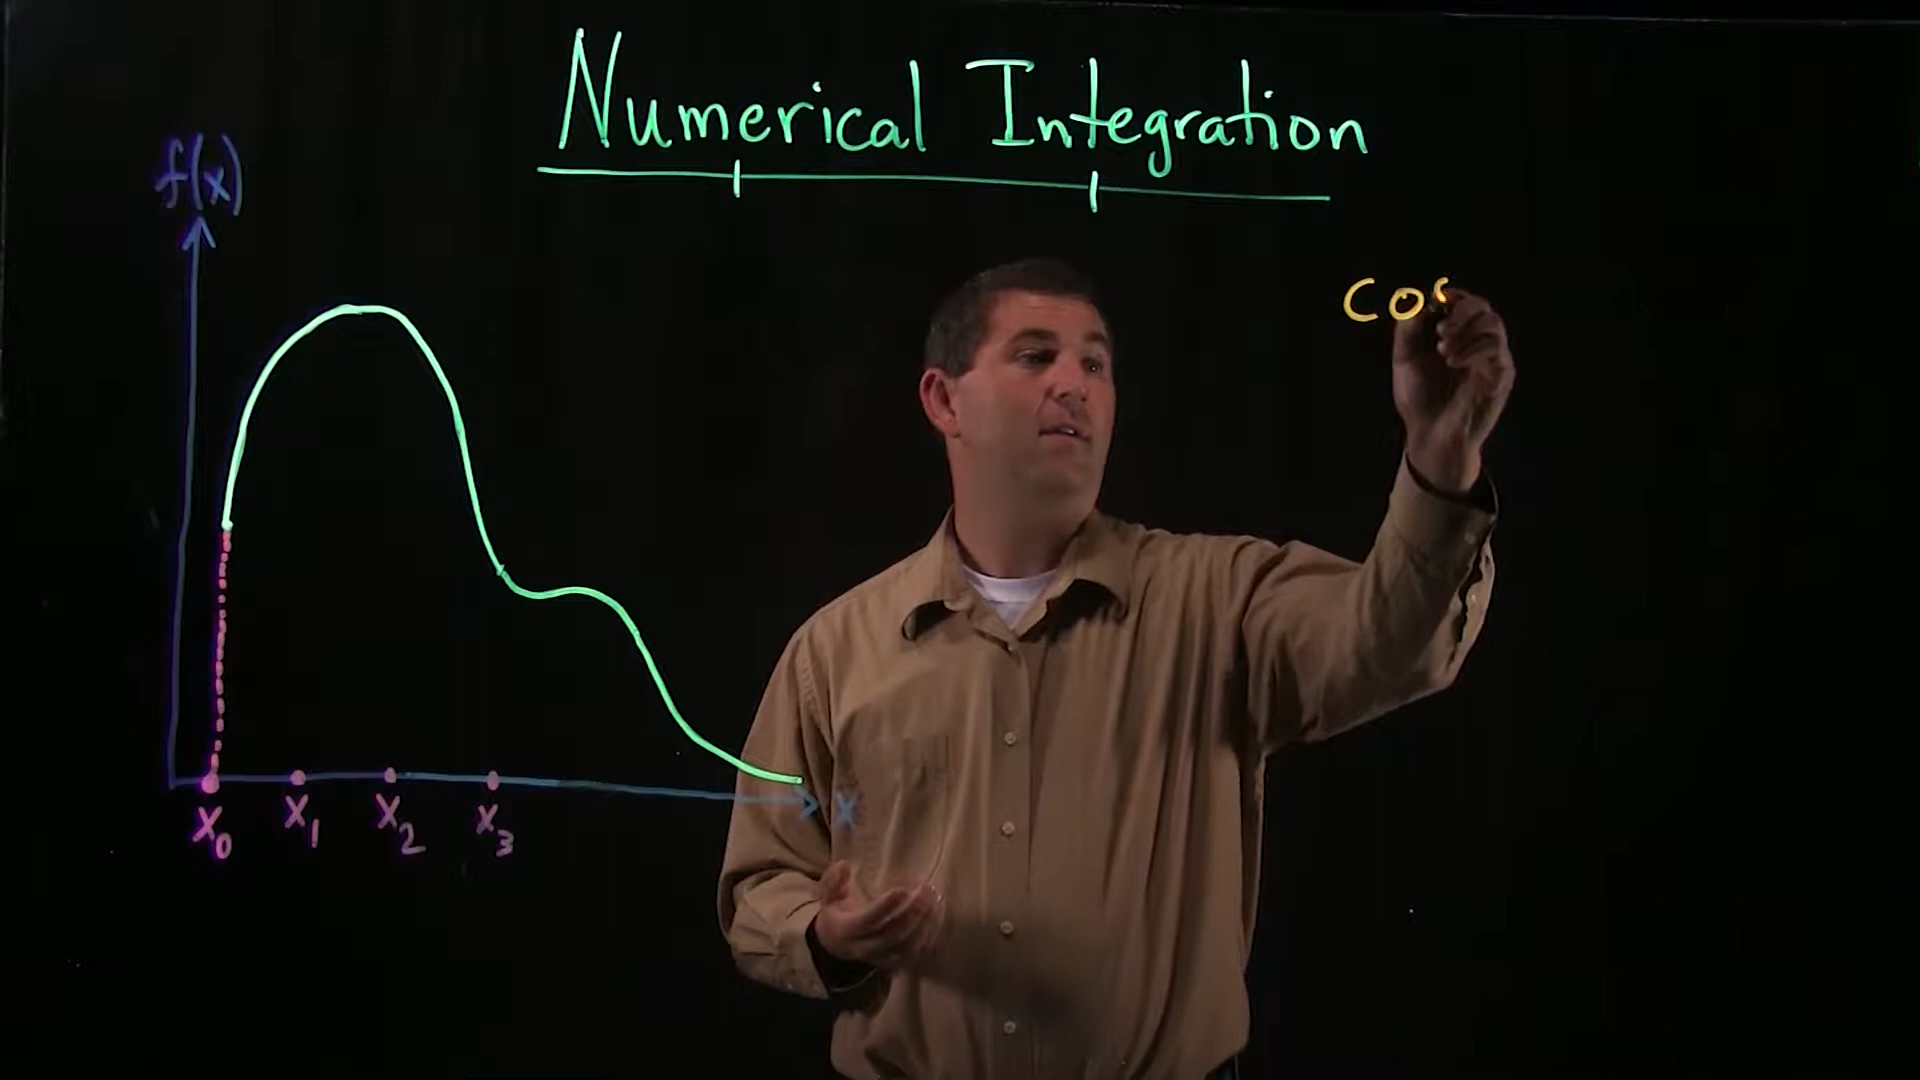 Numerical Integration
f(x)
cos
x
x0 x1 x2 x3